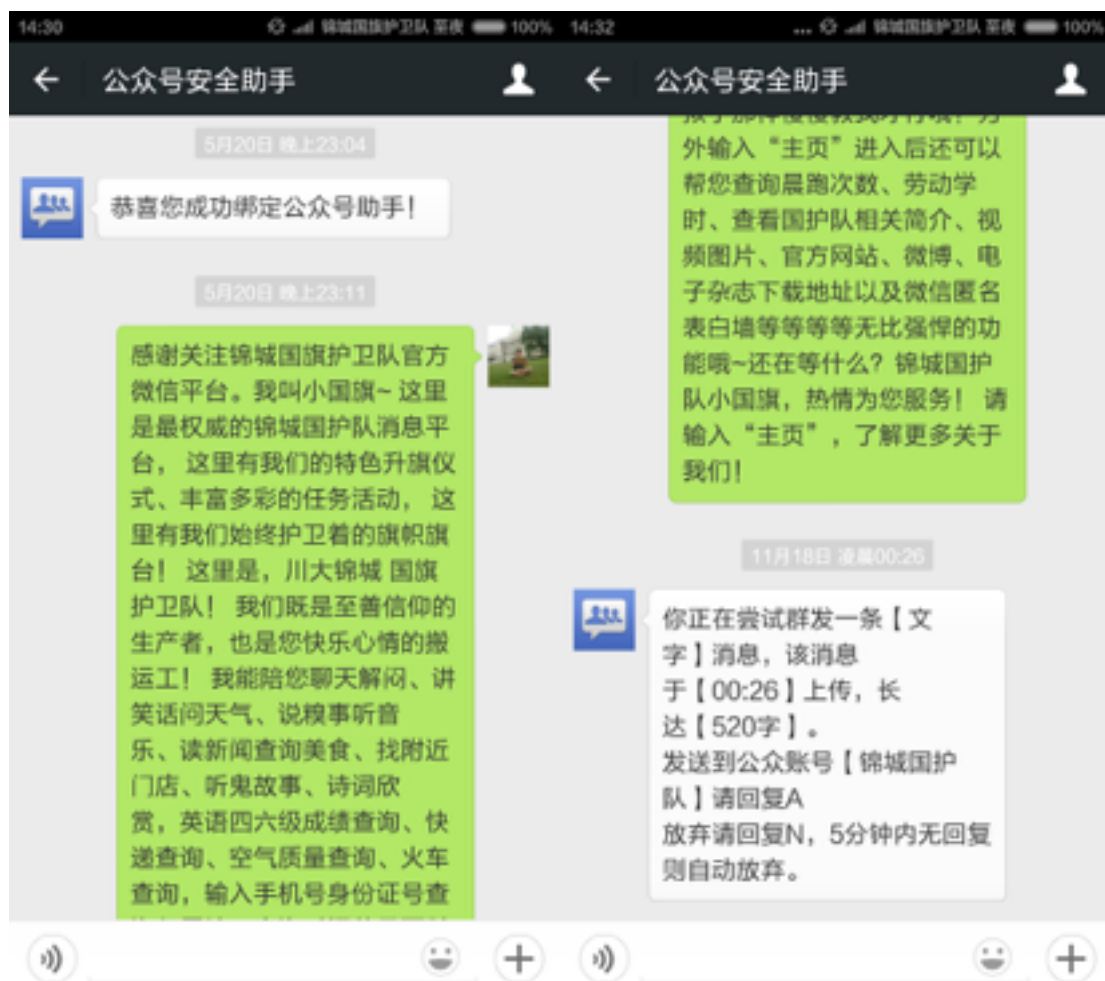 14:30
锦城国旗护卫队 至夜
100%
公众号安全助手
5月20日 晚上23:04
恭喜您成功绑定公众号助手!
5月20日 晚上23:11
感谢关注锦城国旗护卫队官方
微信平台。我叫小国旗~ 这里
是最权威的锦城国护队消息平
台, 这里有我们的特色升旗仪
式、丰富多彩的任务活动, 这
里有我们始终护卫着的旗帜旗
台! 这里是,川大锦城 国旗
护卫队! 我们既是至善信仰的
生产者,也是您快乐心情的搬
运工! 我能陪您聊天解闷、讲
笑话问天气、说糗事听音
乐、读新闻查询美食、找附近
门店、听鬼故事、诗词欣
赏,英语四六级成绩查询、快
递查询、空气质量查询、火车
查询,输入手机号身份证号查
14:32
锦城国旗护卫队 至夜
100%
公众号安全助手
外输入“主页”进入后还可以
帮您查询晨跑次数、劳动学
时、查看国护队相关简介、视
频图片、官方网站、微博、电
子杂志下载地址以及微信匿名
表白墙等等等等无比强悍的功
能哦~还在等什么?锦城国护
队小国旗,热情为您服务! 请
输入“主页”,了解更多关于
我们!
11月18日 凌晨00:26
你正在尝试群发一条【文
字】消息,该消息
于【00:26】上传,长
达【520字】。
发送到公众账号【锦城国护
队】请回复A
放弃请回复N,5分钟内无回复
则自动放弃。